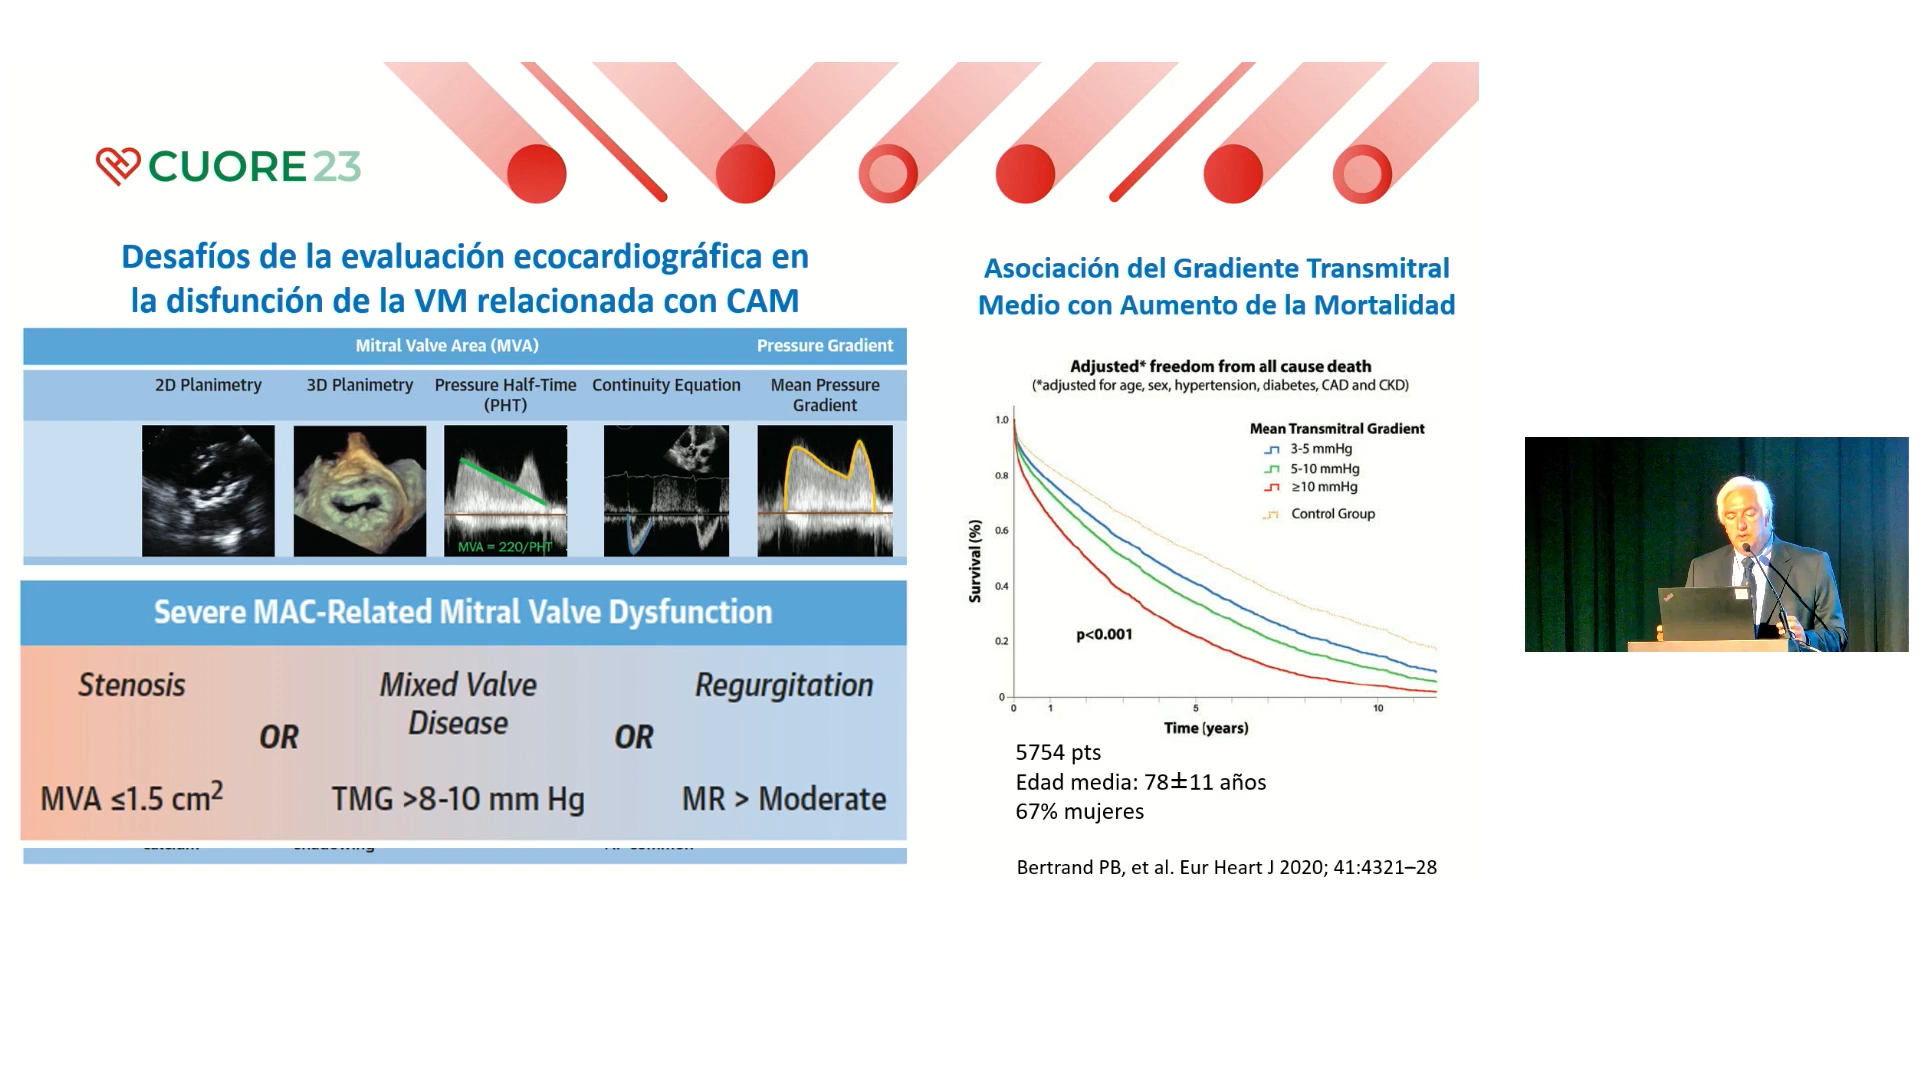 CUORE 23
Desafíos de la evaluación ecocardiográfica en
la disfunción de la VM relacionada con CAM
Mitral Valve Area (MVA)
Pressure Gradient
2D Planimetry
3D Planimetry
Pressure Half-Time
(PHT)
Continuity Equation
Mean Pressure
Gradient
MVA = 220/PHT
Severe MAC-Related Mitral Valve Dysfunction
Stenosis
OR
Mixed Valve
Disease
OR
Regurgitation
MVA ≤1.5 cm²
TMG >8-10 mm Hg
MR > Moderate
Asociación del Gradiente Transmitral
Medio con Aumento de la Mortalidad
Adjusted* freedom from all cause death
(*adjusted for age, sex, hypertension, diabetes, CAD and CKD)
Mean Transmitral Gradient
3-5 mmHg
5-10 mmHg
≥10 mmHg
Control Group
Survival (%)
1.0
0.8
0.6
0.4
0.2
0
p<0.001
0 1 5 10
Time (years)
5754 pts
Edad media: 78±11 años
67% mujeres
Bertrand PB, et al. Eur Heart J 2020; 41:4321–28